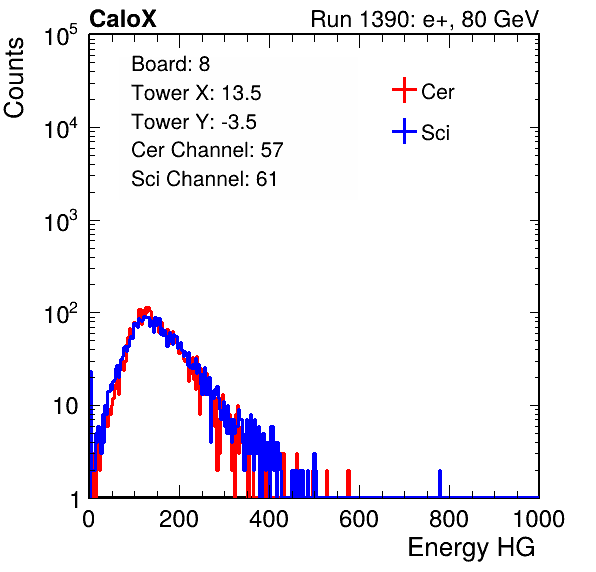 CaloX Run 1390: e+, 80 GeV
Counts
10^5
10^4
10^3
10^2
10
1
Board: 8
Tower X: 13.5
Tower Y: -3.5
Cer Channel: 57
Sci Channel: 61
Cer
Sci
0 200 400 600 800 1000
Energy HG